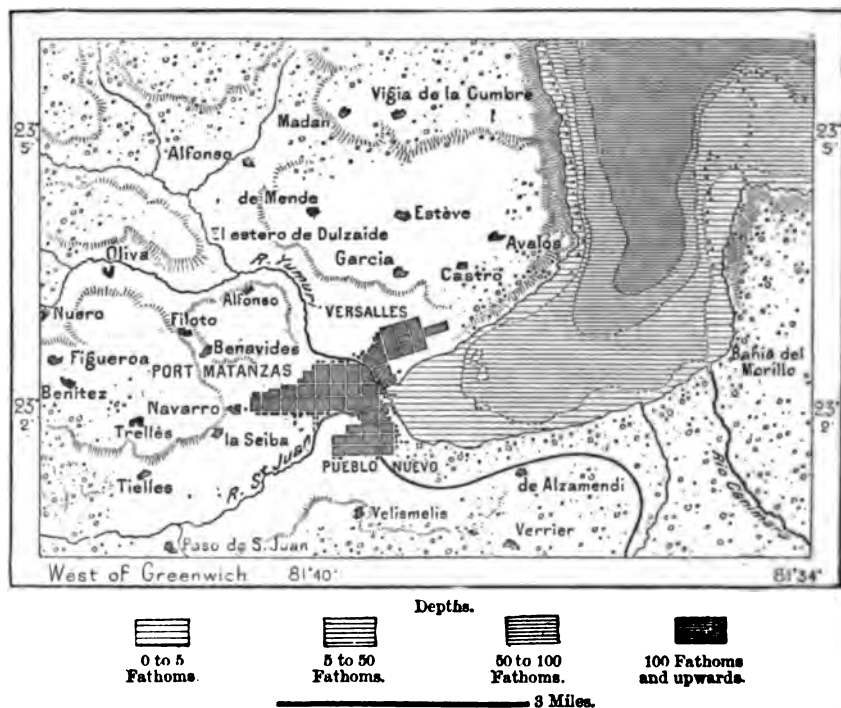 Vigia de la Cumbre
Madan
23°
5'
23°
5'
Alfonso
de Mende
Estève
El estero de Dulzaide
Avalos
Oliva
R. Yumuri
Garcia
Castro
Alfonso
VERSALLES
Nuero
Filoto
Benavides
Figueroa
PORT MATANZAS
Bahia del
Morillo
Benitez
23°
2'
Navarro
23°
2'
Trellès
la Seiba
R. St Juan
PUEBLO NUEVO
Tielles
de Alzamendi
Rio
Velismelis
Verrier
Paso de S. Juan
West of Greenwich
81°40'
81°34'
Depths.
0 to 5
Fathoms.
5 to 50
Fathoms.
50 to 100
Fathoms.
100 Fathoms
and upwards.
3 Miles.